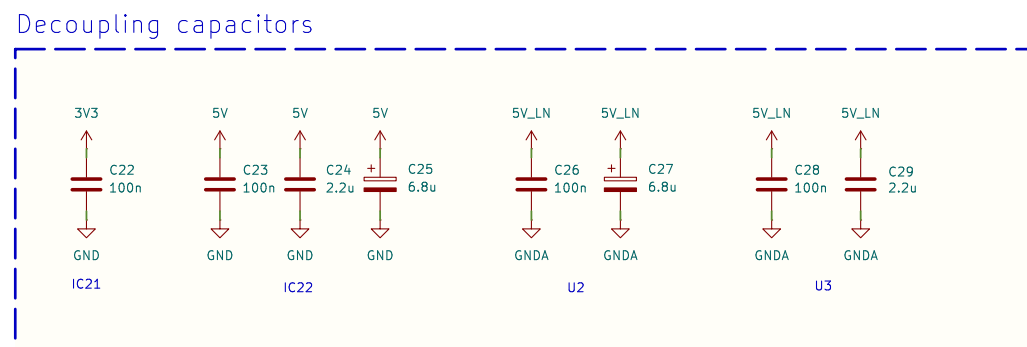 Decoupling capacitors
3V3 5V 5V 5V 5V_LN 5V_LN 5V_LN 5V_LN
C22 C23 C24 + C25 C26 + C27 C28 C29
100n 100n 2.2u 6.8u 100n 6.8u 100n 2.2u
GND GND GND GND GNDA GNDA GNDA GNDA
IC21 IC22 U2 U3